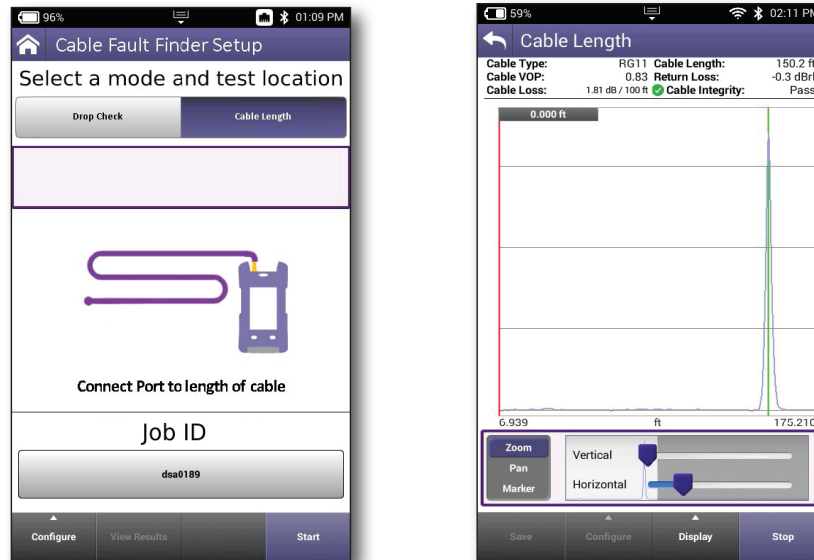 96%
01:09 PM
Cable Fault Finder Setup
Select a mode and test location
Drop Check
Cable Length
Connect Port to length of cable
Job ID
dsa0189
Configure
View Results
Start
59%
02:11 PM
Cable Length
Cable Type: RG11 Cable Length: 150.2 ft
Cable VOP: 0.83 Return Loss: -0.3 dBrl
Cable Loss: 1.81 dB / 100 ft Cable Integrity: Pass
0.000 ft
6.939 ft 175.210
Zoom
Pan
Marker
Vertical
Horizontal
Save
Configure
Display
Stop